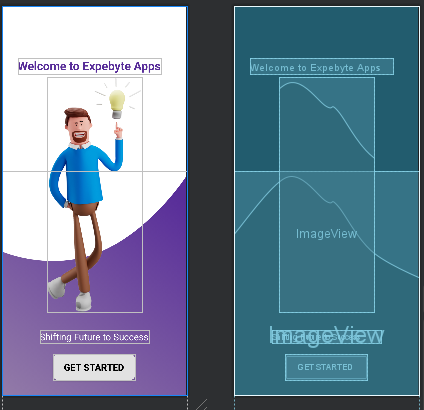 Welcome to Expebyte Apps
Shifting Future to Success
GET STARTED
Welcome to Expebyte Apps
ImageView
ImageView
GET STARTED